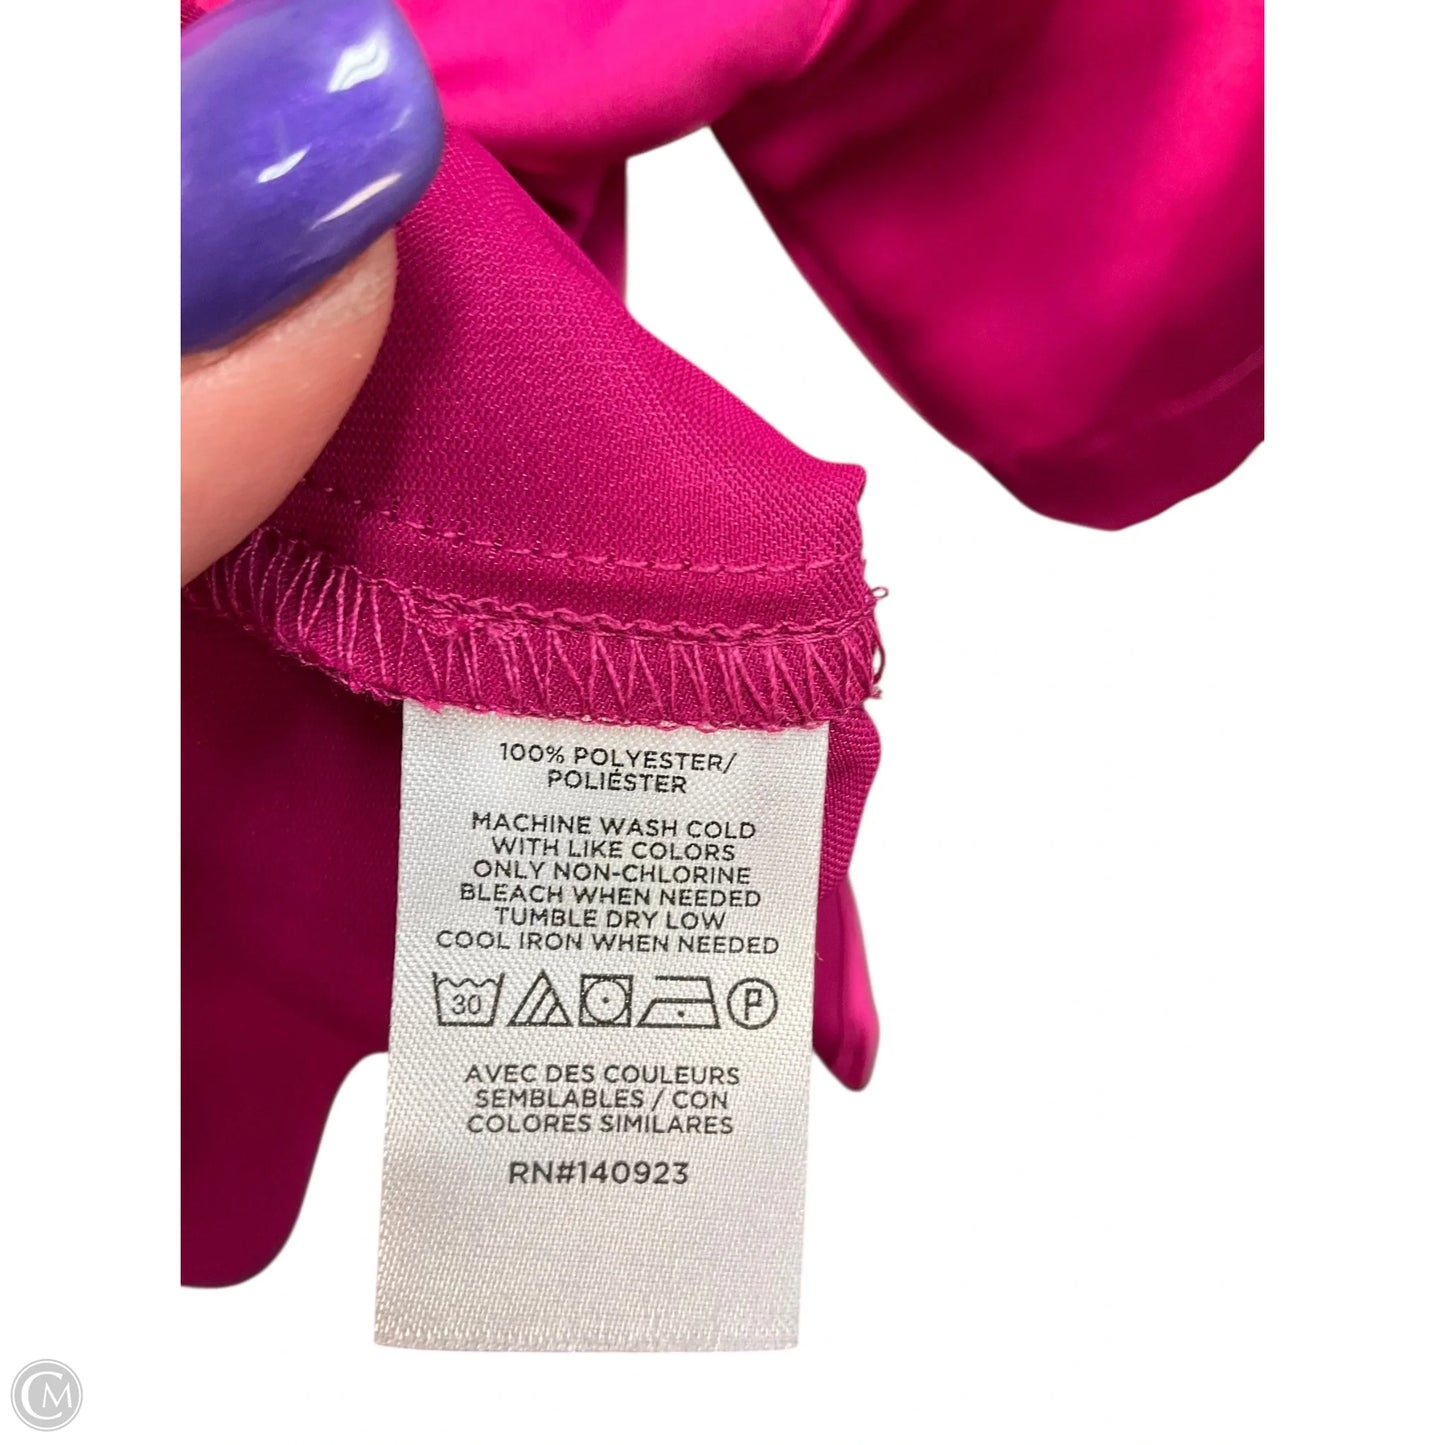 100% POLYESTER/
POLIÉSTER
MACHINE WASH COLD
WITH LIKE COLORS
ONLY NON-CHLORINE
BLEACH WHEN NEEDED
TUMBLE DRY LOW
COOL IRON WHEN NEEDED
30 P
AVEC DES COULEURS
SEMBLABLES / CON
COLORES SIMILARES
RN#140923
CM